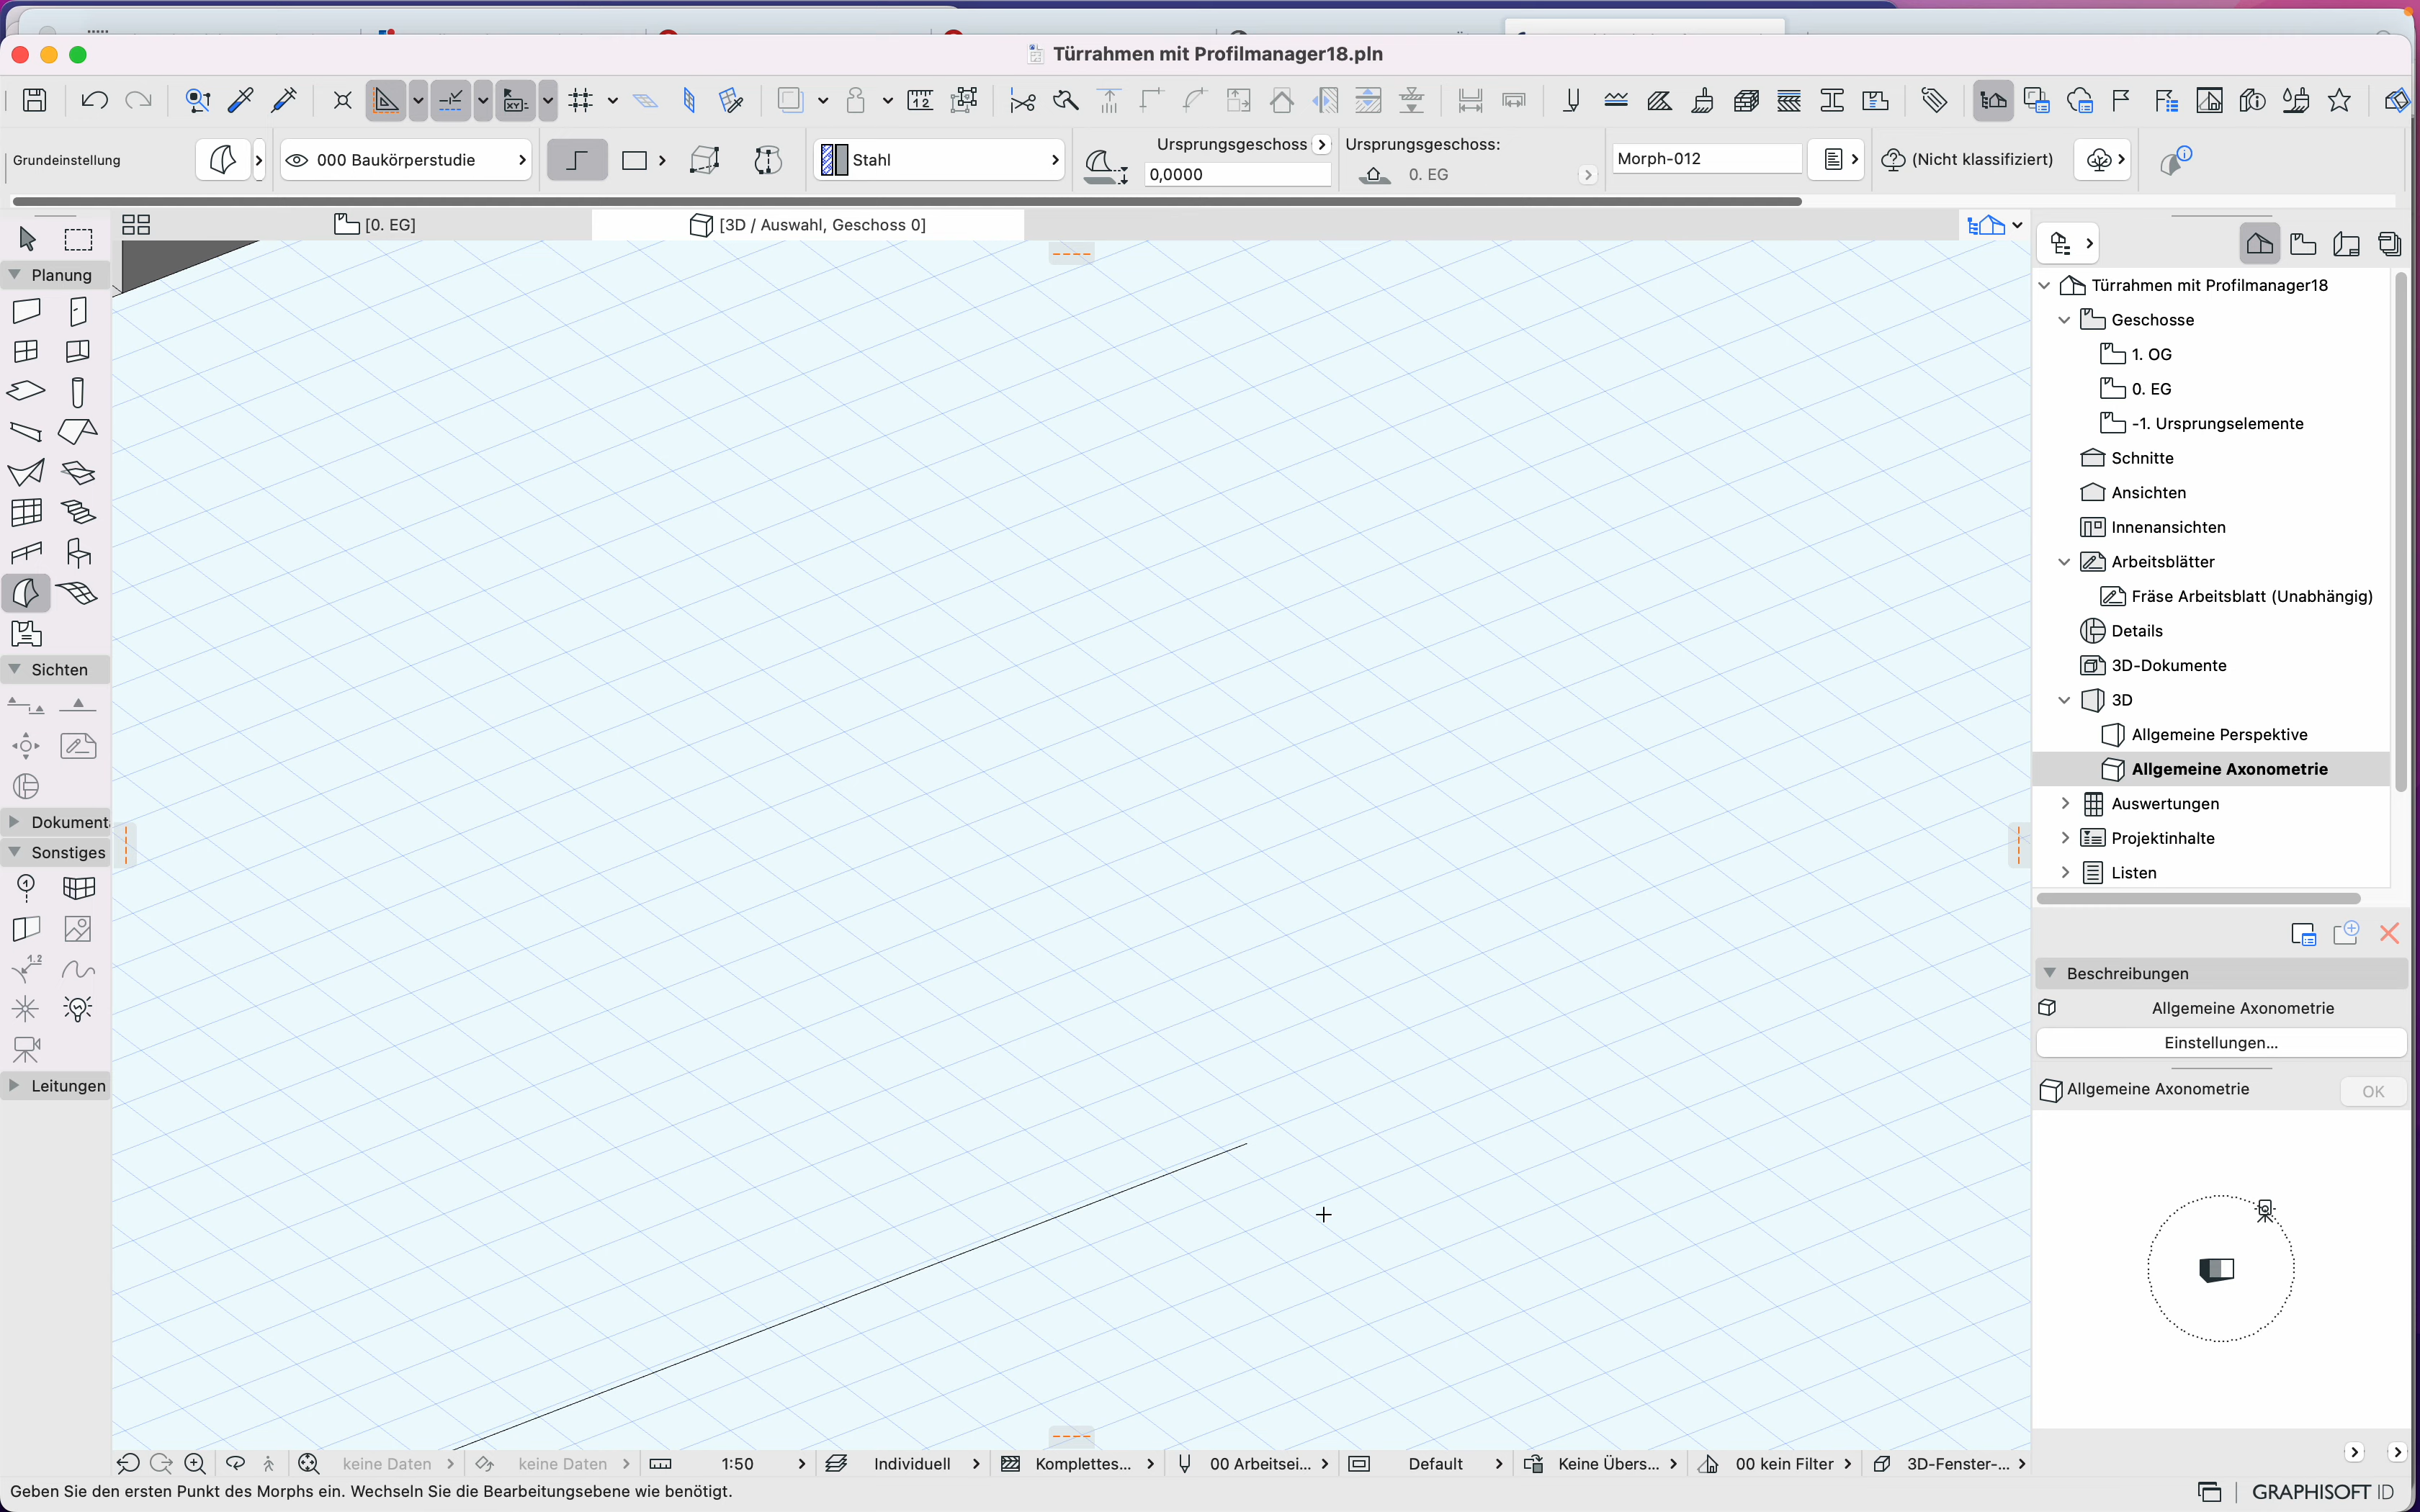 Türrahmen mit Profilmanager18.pln
Grundeinstellung
000 Baukörperstudie
Stahl
Ursprungsgeschoss
0,0000
Ursprungsgeschoss:
0. EG
Morph-012
(Nicht klassifiziert)
[0. EG]
[3D / Auswahl, Geschoss 0]
Planung
Sichten
Dokument
Sonstiges
Leitungen
Türrahmen mit Profilmanager18
Geschosse
1. OG
0. EG
-1. Ursprungselemente
Schnitte
Ansichten
Innenansichten
Arbeitsblätter
Fräse Arbeitsblatt (Unabhängig)
Details
3D-Dokumente
3D
Allgemeine Perspektive
Allgemeine Axonometrie
Auswertungen
Projektinhalte
Listen
Beschreibungen
Allgemeine Axonometrie
Einstellungen...
Allgemeine Axonometrie
OK
keine Daten
keine Daten
1:50
Individuell
Komplettes...
00 Arbeitsei...
Default
Keine Übers...
00 kein Filter
3D-Fenster-...
Geben Sie den ersten Punkt des Morphs ein. Wechseln Sie die Bearbeitungsebene wie benötigt.
GRAPHISOFT ID